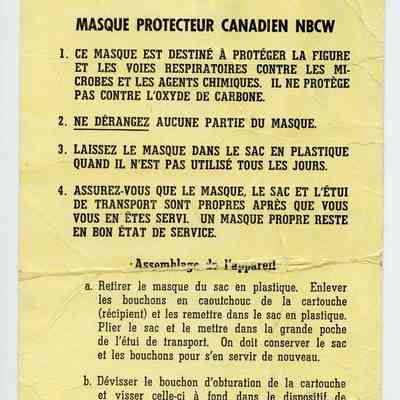 MASQUE PROTECTEUR CANADIEN NBCW
1. CE MASQUE EST DESTINÉ À PROTÉGER LA FIGURE
ET LES VOIES RESPIRATOIRES CONTRE LES MI-
CROBES ET LES AGENTS CHIMIQUES. IL NE PROTÈGE
PAS CONTRE L'OXYDE DE CARBONE.
2. NE DÉRANGEZ AUCUNE PARTIE DU MASQUE.
3. LAISSEZ LE MASQUE DANS LE SAC EN PLASTIQUE
QUAND IL N'EST PAS UTILISÉ TOUS LES JOURS.
4. ASSUREZ-VOUS QUE LE MASQUE, LE SAC ET L'ÉTUI
DE TRANSPORT SONT PROPRES APRÈS QUE VOUS
VOUS EN ÊTES SERVI. UN MASQUE PROPRE RESTE
EN BON ÉTAT DE SERVICE.
Assemblage de l'appareil
a. Retirer le masque du sac en plastique. Enlever
les bouchons en caoutchouc de la cartouche
(récipient) et les remettre dans le sac en plastique.
Plier le sac et le mettre dans la grande poche
de l'étui de transport. On doit conserver le sac
et les bouchons pour s'en servir de nouveau.
b. Dévisser le bouchon d'obturation de la cartouche
et visser celle-ci à fond dans le dispositif de